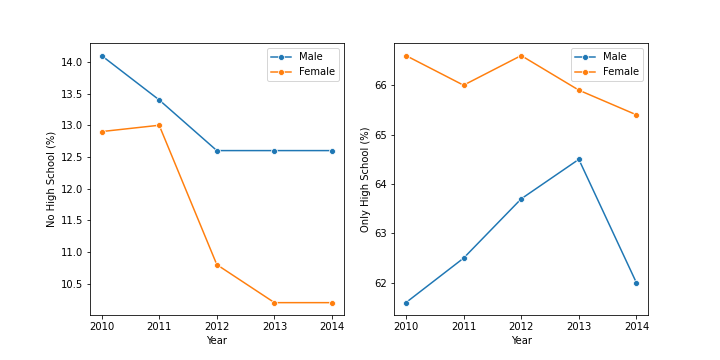 No High School (%)
14.0
13.5
13.0
12.5
12.0
11.5
11.0
10.5
2010 2011 2012 2013 2014
Year
Male
Female
Only High School (%)
66
65
64
63
62
2010 2011 2012 2013 2014
Year
Male
Female